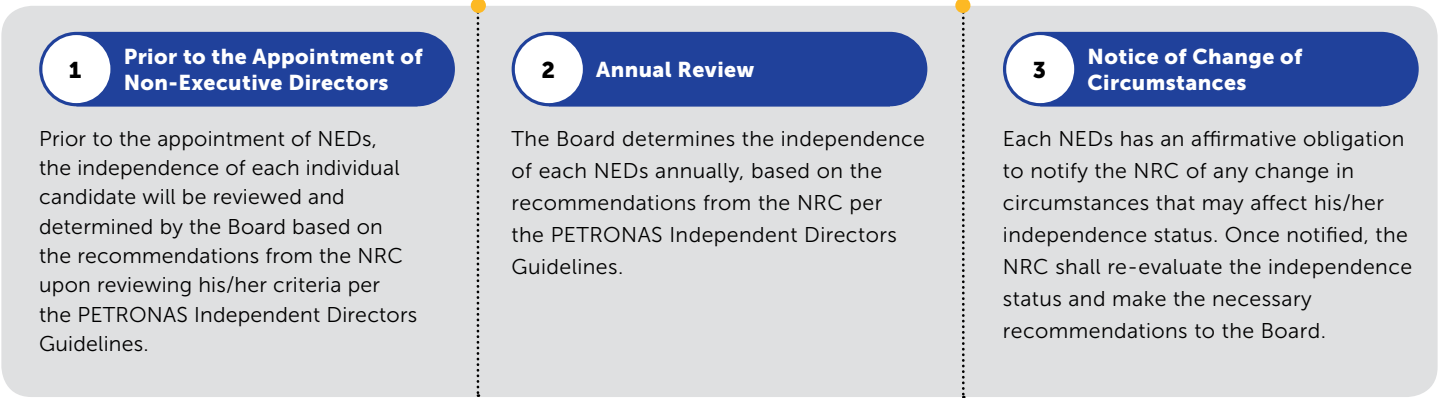 1
Prior to the Appointment of
Non-Executive Directors
Prior to the appointment of NEDs,
the independence of each individual
candidate will be reviewed and
determined by the Board based on
the recommendations from the NRC
upon reviewing his/her criteria per
the PETRONAS Independent Directors
Guidelines.
2
Annual Review
The Board determines the independence
of each NEDs annually, based on the
recommendations from the NRC per
the PETRONAS Independent Directors
Guidelines.
3
Notice of Change of
Circumstances
Each NEDs has an affirmative obligation
to notify the NRC of any change in
circumstances that may affect his/her
independence status. Once notified, the
NRC shall re-evaluate the independence
status and make the necessary
recommendations to the Board.